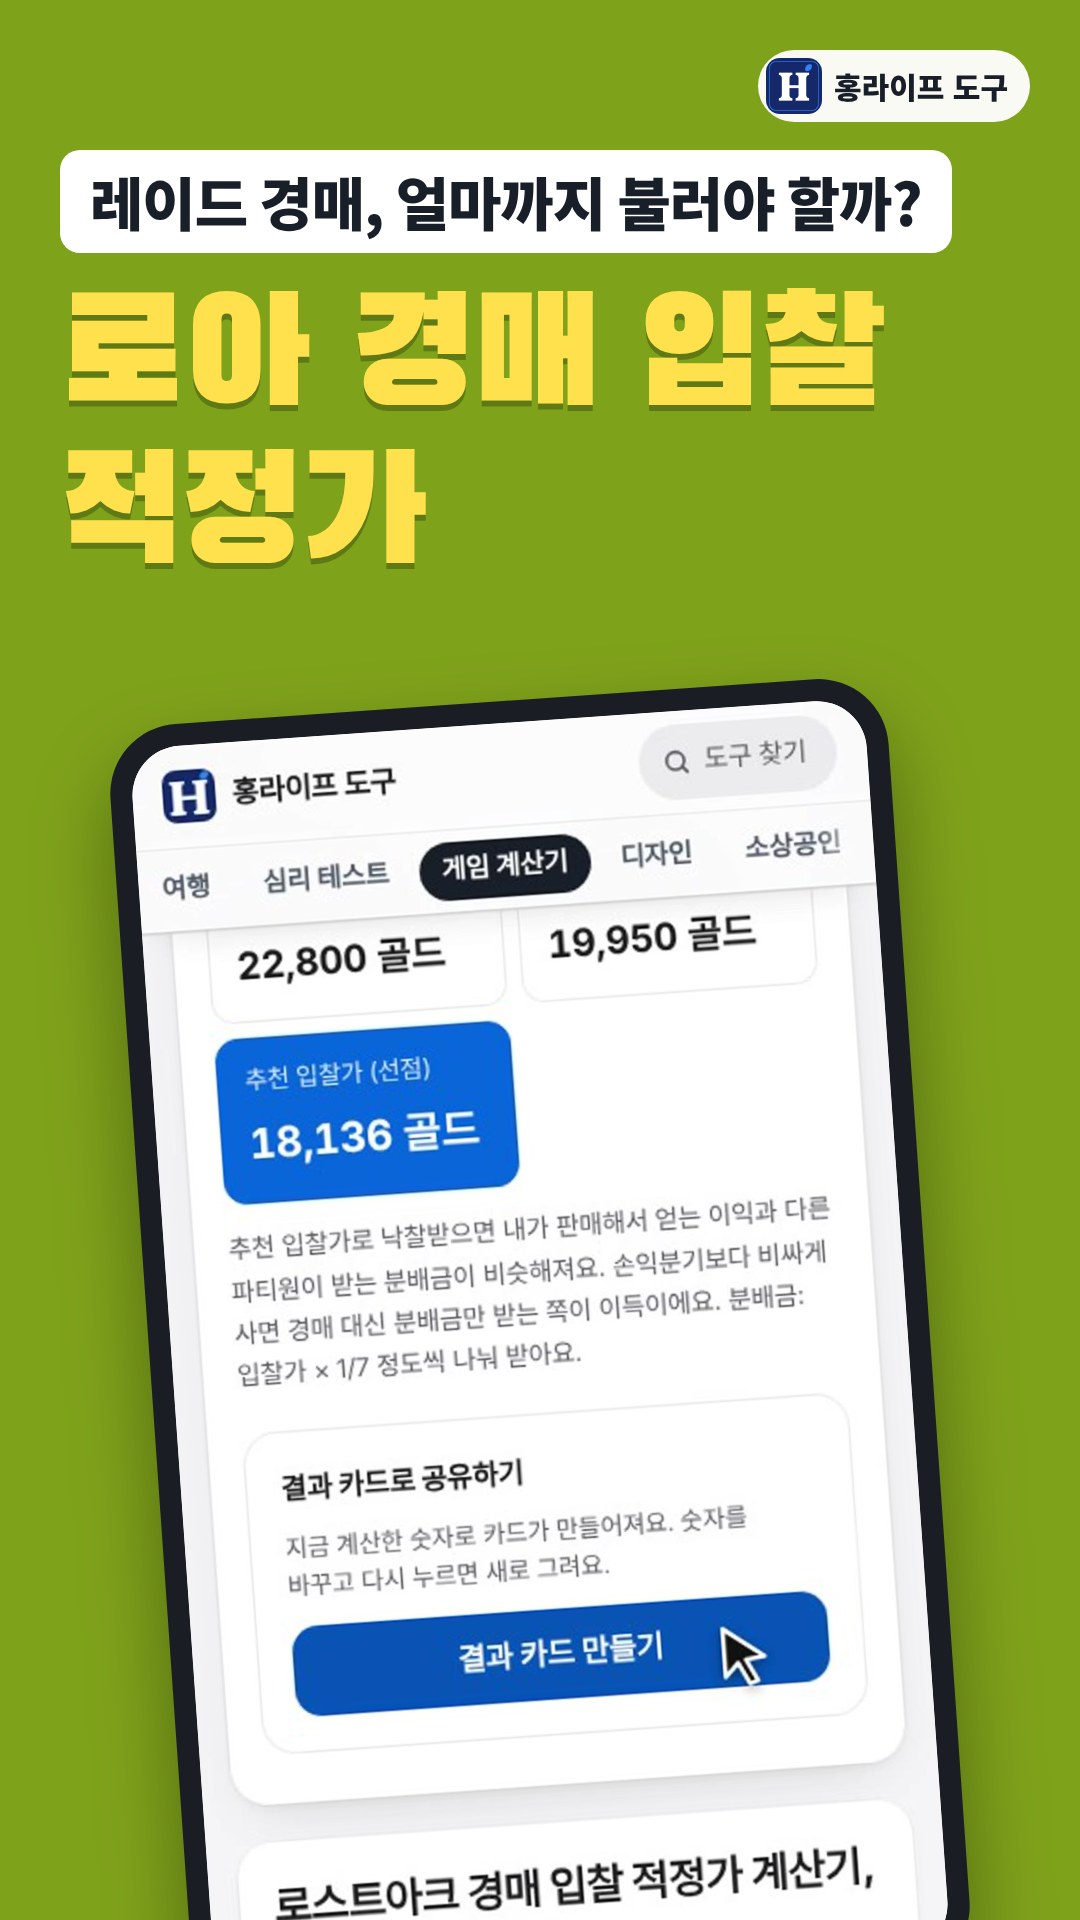 홍라이프 도구
레이드 경매, 얼마까지 불러야 할까?
로아 경매 입찰
적정가
홍라이프 도구
도구 찾기
여행 심리 테스트 게임 계산기 디자인 소상공인
22,800 골드 19,950 골드
추천 입찰가 (선점)
18,136 골드
추천 입찰가로 낙찰받으면 내가 판매해서 얻는 이익과 다른
파티원이 받는 분배금이 비슷해져요. 손익분기보다 비싸게
사면 경매 대신 분배금만 받는 쪽이 이득이에요. 분배금:
입찰가 × 1/7 정도씩 나눠 받아요.
결과 카드로 공유하기
지금 계산한 숫자로 카드가 만들어져요. 숫자를
바꾸고 다시 누르면 새로 그려요.
결과 카드 만들기
로스트아크 경매 입찰 적정가 계산기,